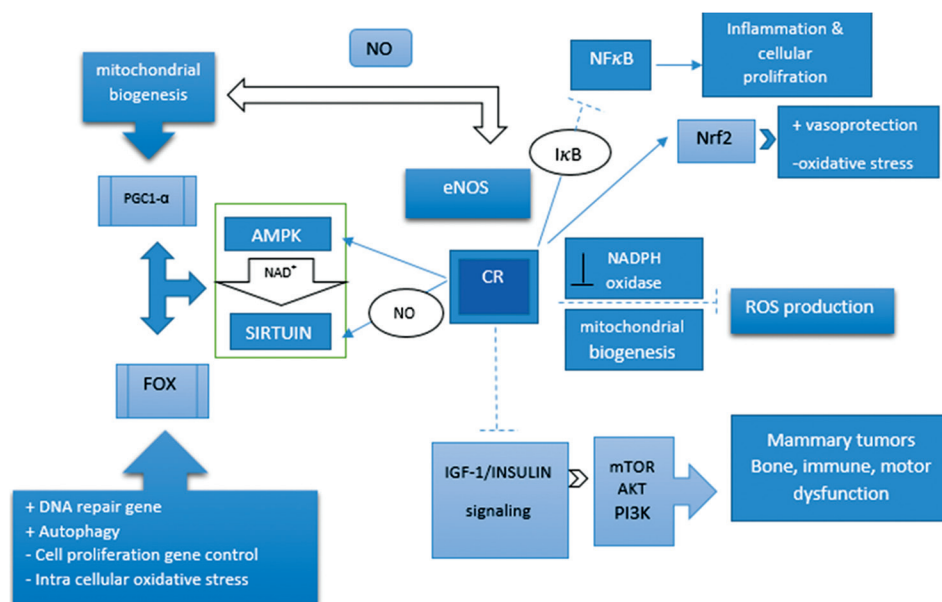 NO
mitochondrial
biogenesis
NFκB
Inflammation &
cellular
prolifration
Nrf2
+ vasoprotection
-oxidative stress
IκB
eNOS
PGC1-α
AMPK
NAD+
SIRTUIN
NO
CR
NADPH
oxidase
mitochondrial
biogenesis
ROS production
FOX
+ DNA repair gene
+ Autophagy
- Cell proliferation gene control
- Intra cellular oxidative stress
IGF-1/INSULIN
signaling
mTOR
AKT
PI3K
Mammary tumors
Bone, immune, motor
dysfunction